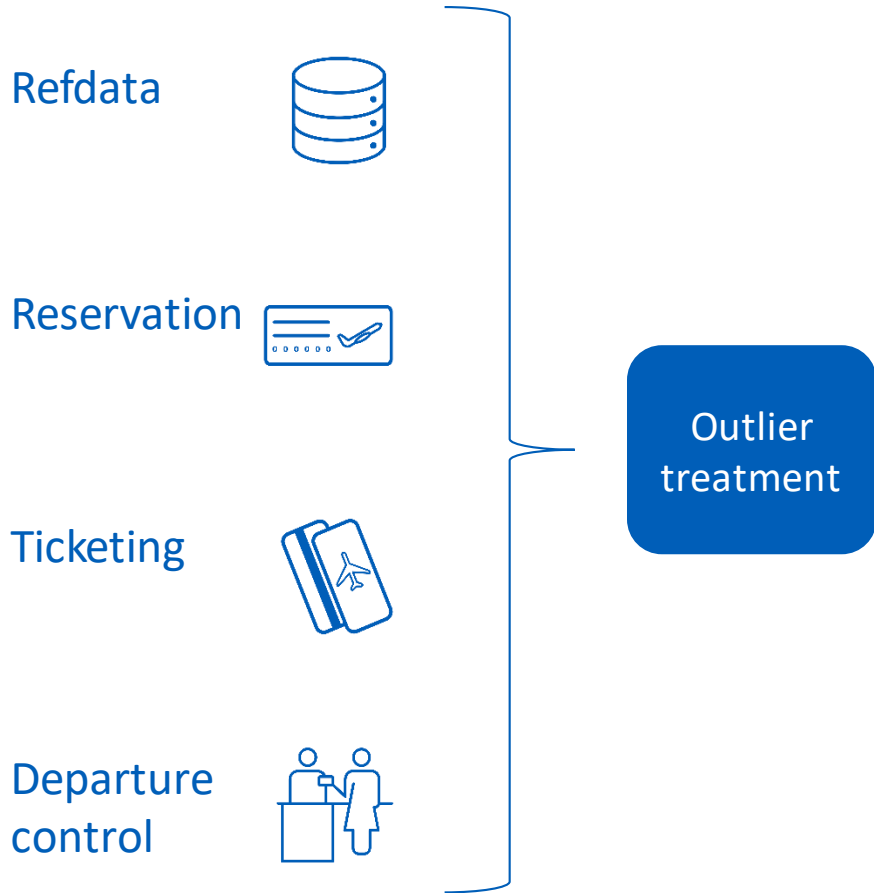 Refdata
Reservation
Outlier
treatment
Ticketing
Departure
control